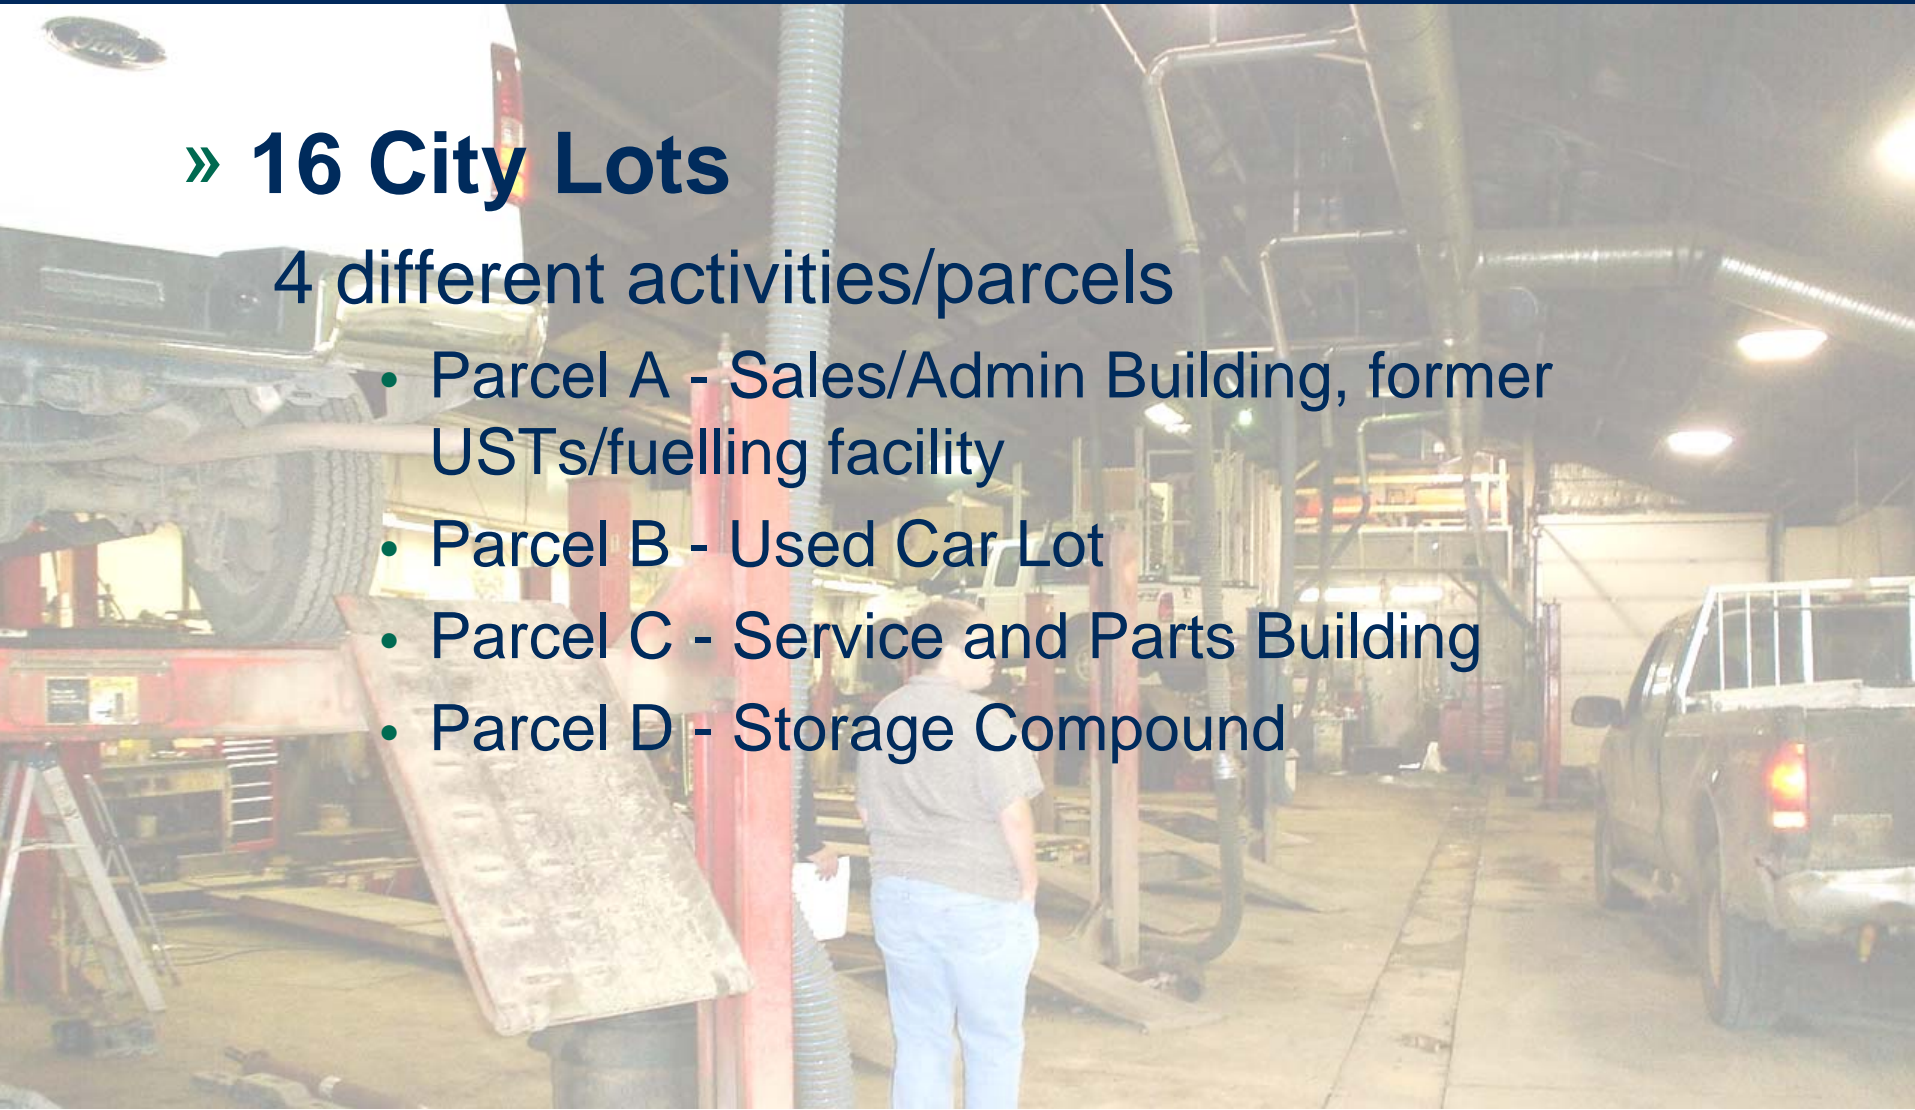 Ford
» 16 City Lots
4 different activities/parcels
• Parcel A - Sales/Admin Building, former
USTs/fuelling facility
• Parcel B - Used Car Lot
• Parcel C - Service and Parts Building
• Parcel D - Storage Compound